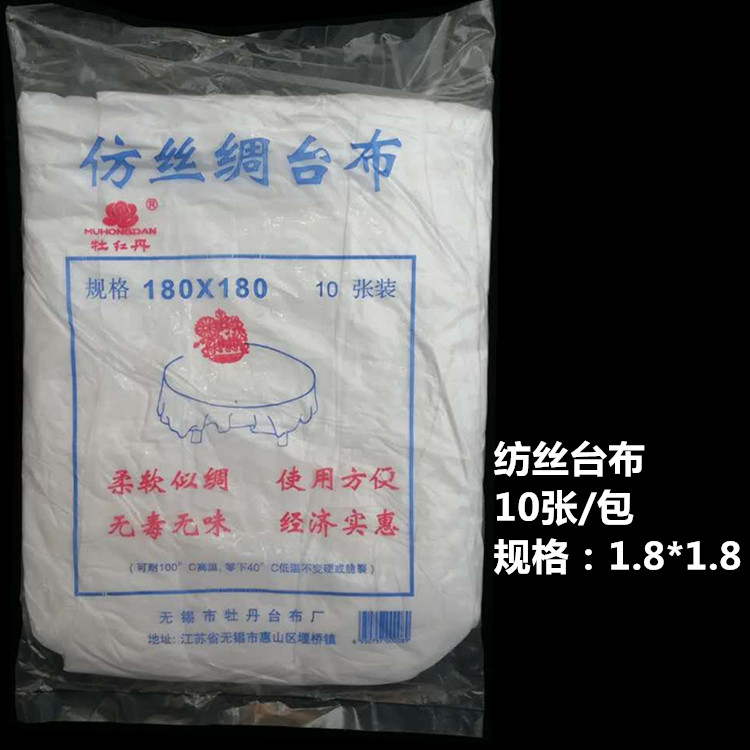 仿丝绸台布
®
MUHONGDAN
牡红丹
规格 180X180 10 张装
柔软似绸 使用方便
无毒无味 经济实惠
(可耐100°C高温,零下40°C低温不变硬或脆裂)
无锡市牡丹台布厂
地址:江苏省无锡市惠山区堰桥镇
纺丝台布
10张/包
规格：1.8*1.8